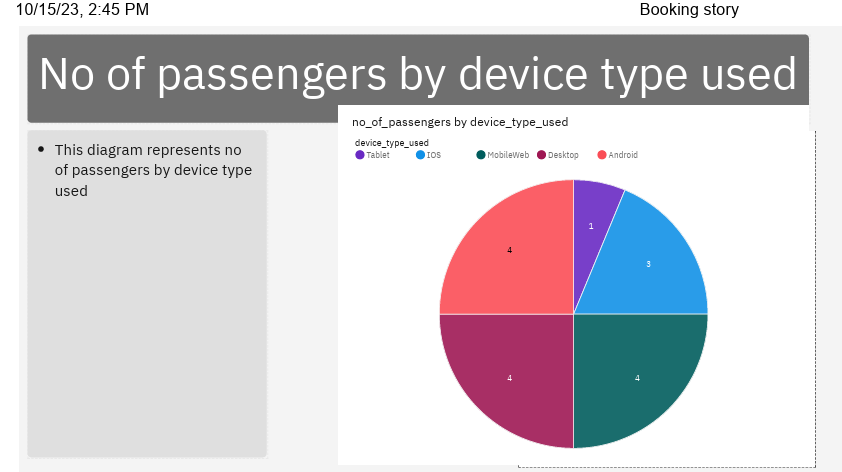 10/15/23, 2:45 PM Booking story
No of passengers by device type used
• This diagram represents no
of passengers by device type
used
no_of_passengers by device_type_used
device_type_used
Tablet IOS MobileWeb Desktop Android
1
4
3
4
4